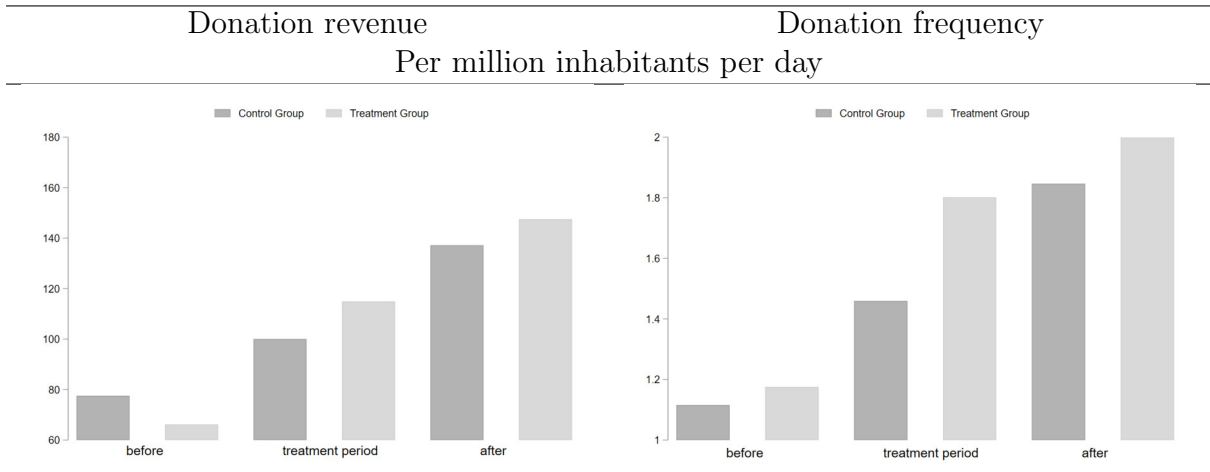 Donation revenue Donation frequency
Per million inhabitants per day
Control Group Treatment Group
180
160
140
120
100
80
60
before treatment period after
Control Group Treatment Group
2
1.8
1.6
1.4
1.2
1
before treatment period after